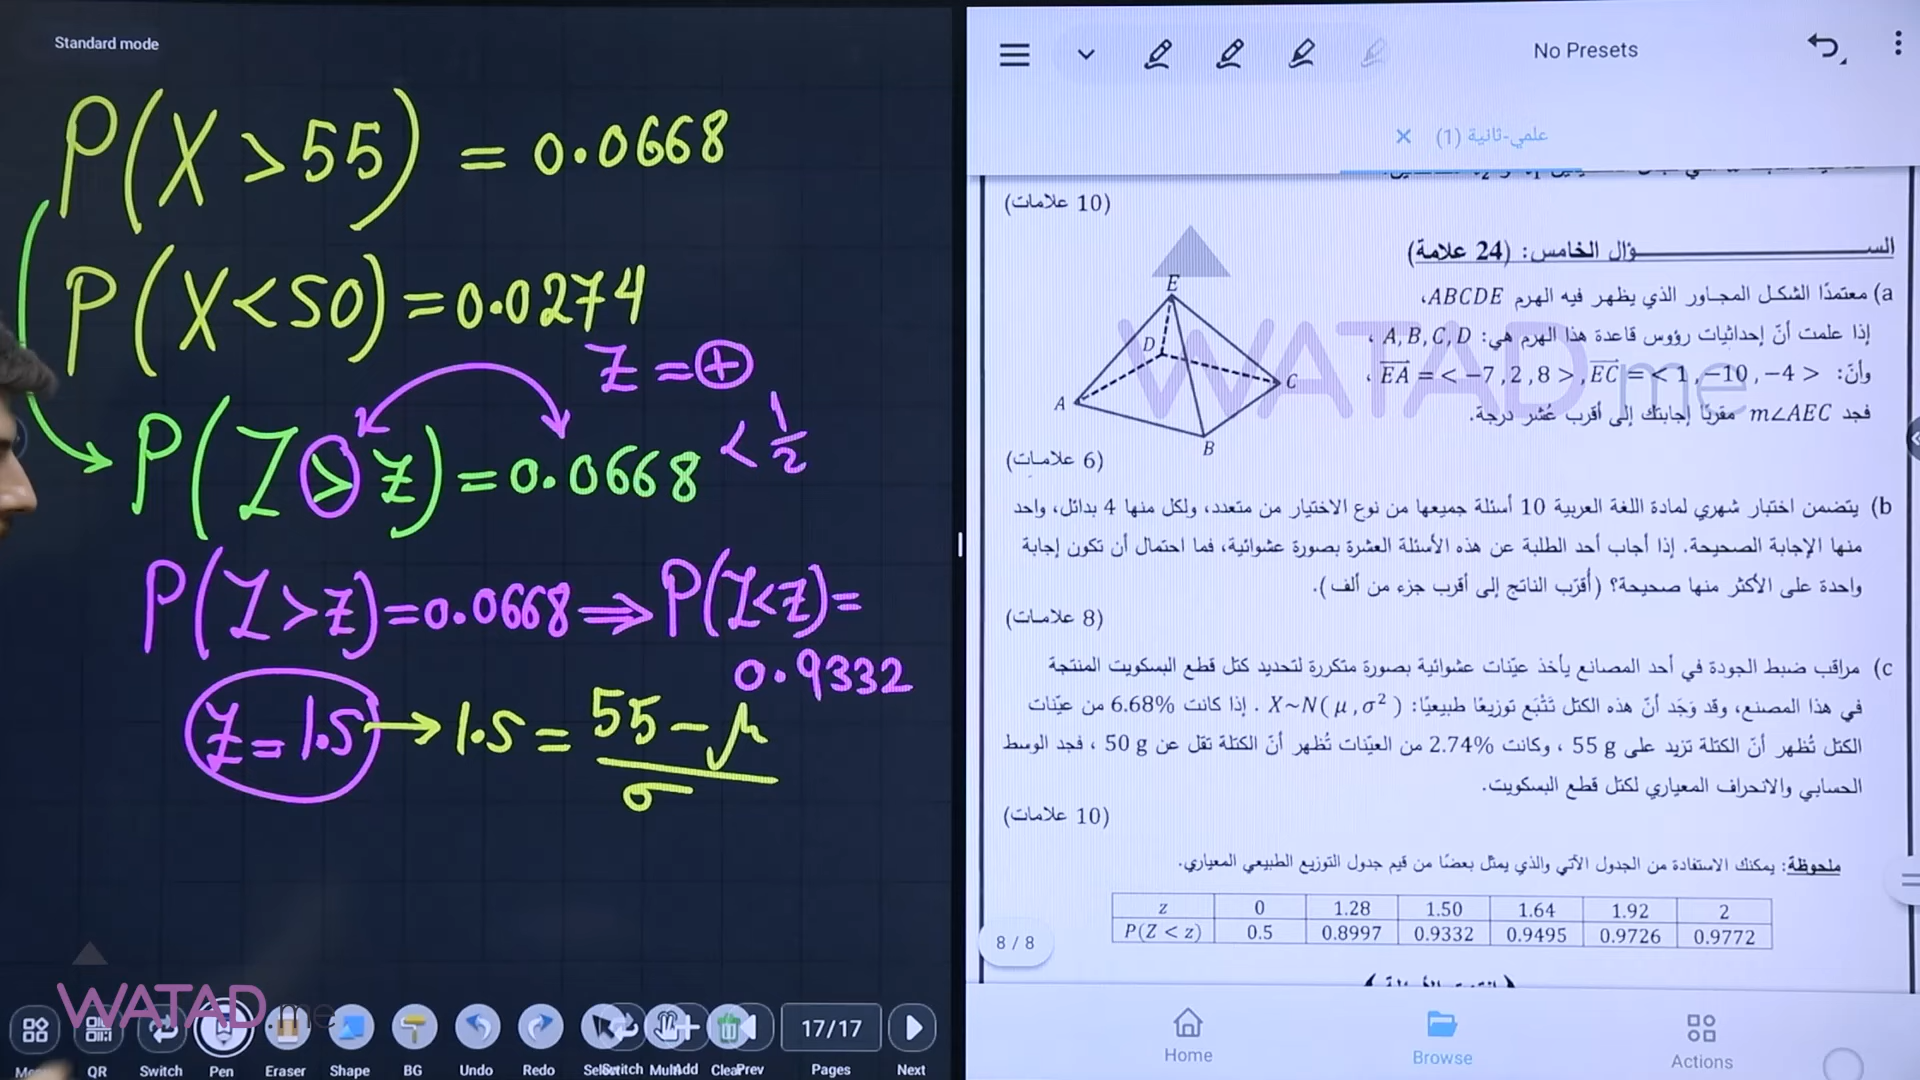 Standard mode
P(X > 55) = 0.0668
P(X < 50) = 0.0274
Z = +
P(Z > z) = 0.0668 < 1/2
P(Z > z) = 0.0668 ⟹ P(Z < z) =
0.9332
z = 1.5 → 1.5 = (55 − μ)/σ
WATAD.me
QR
Switch
Pen
Eraser
Shape
BG
Undo
Redo
Switch
Add
Prev
17/17
Pages
Next
No Presets
علمي-ثانية (1)
(10 علامات)
الســـؤال الخامس: (24 علامة)
a) معتمدًا الشكل المجاور الذي يظهر فيه الهرم ABCDE،
إذا علمت أنّ إحداثيات رؤوس قاعدة هذا الهرم هي: A, B, C, D ،
وأنّ: EA = < −7 , 2 , 8 > , EC = < 1 , −10 , −4 > ،
فجد m∠AEC مقربًا إجابتك إلى أقرب عُشر درجة.
(6 علامات)
E
D
C
A
B
WATAD.me
b) يتضمن اختبار شهري لمادة اللغة العربية 10 أسئلة جميعها من نوع الاختيار من متعدد، ولكل منها 4 بدائل، واحد
منها الإجابة الصحيحة. إذا أجاب أحد الطلبة عن هذه الأسئلة العشرة بصورة عشوائية، فما احتمال أن تكون إجابة
واحدة على الأكثر منها صحيحة؟ (أُقرّب الناتج إلى أقرب جزء من ألف).
(8 علامات)
c) مراقب ضبط الجودة في أحد المصانع يأخذ عيّنات عشوائية بصورة متكررة لتحديد كتل قطع البسكويت المنتجة
في هذا المصنع، وقد وَجَد أنّ هذه الكتل تَتْبَع توزيعًا طبيعيًا: X~N( μ , σ² ) . إذا كانت 6.68% من عيّنات
الكتل تُظهر أنّ الكتلة تزيد على 55 g ، وكانت 2.74% من العيّنات تُظهر أنّ الكتلة تقل عن 50 g ، فجد الوسط
الحسابي والانحراف المعياري لكتل قطع البسكويت.
(10 علامات)
ملحوظة: يمكنك الاستفادة من الجدول الآتي والذي يمثل بعضًا من قيم جدول التوزيع الطبيعي المعياري.
z 0 1.28 1.50 1.64 1.92 2
P(Z < z) 0.5 0.8997 0.9332 0.9495 0.9726 0.9772
8 / 8
Home
Browse
Actions